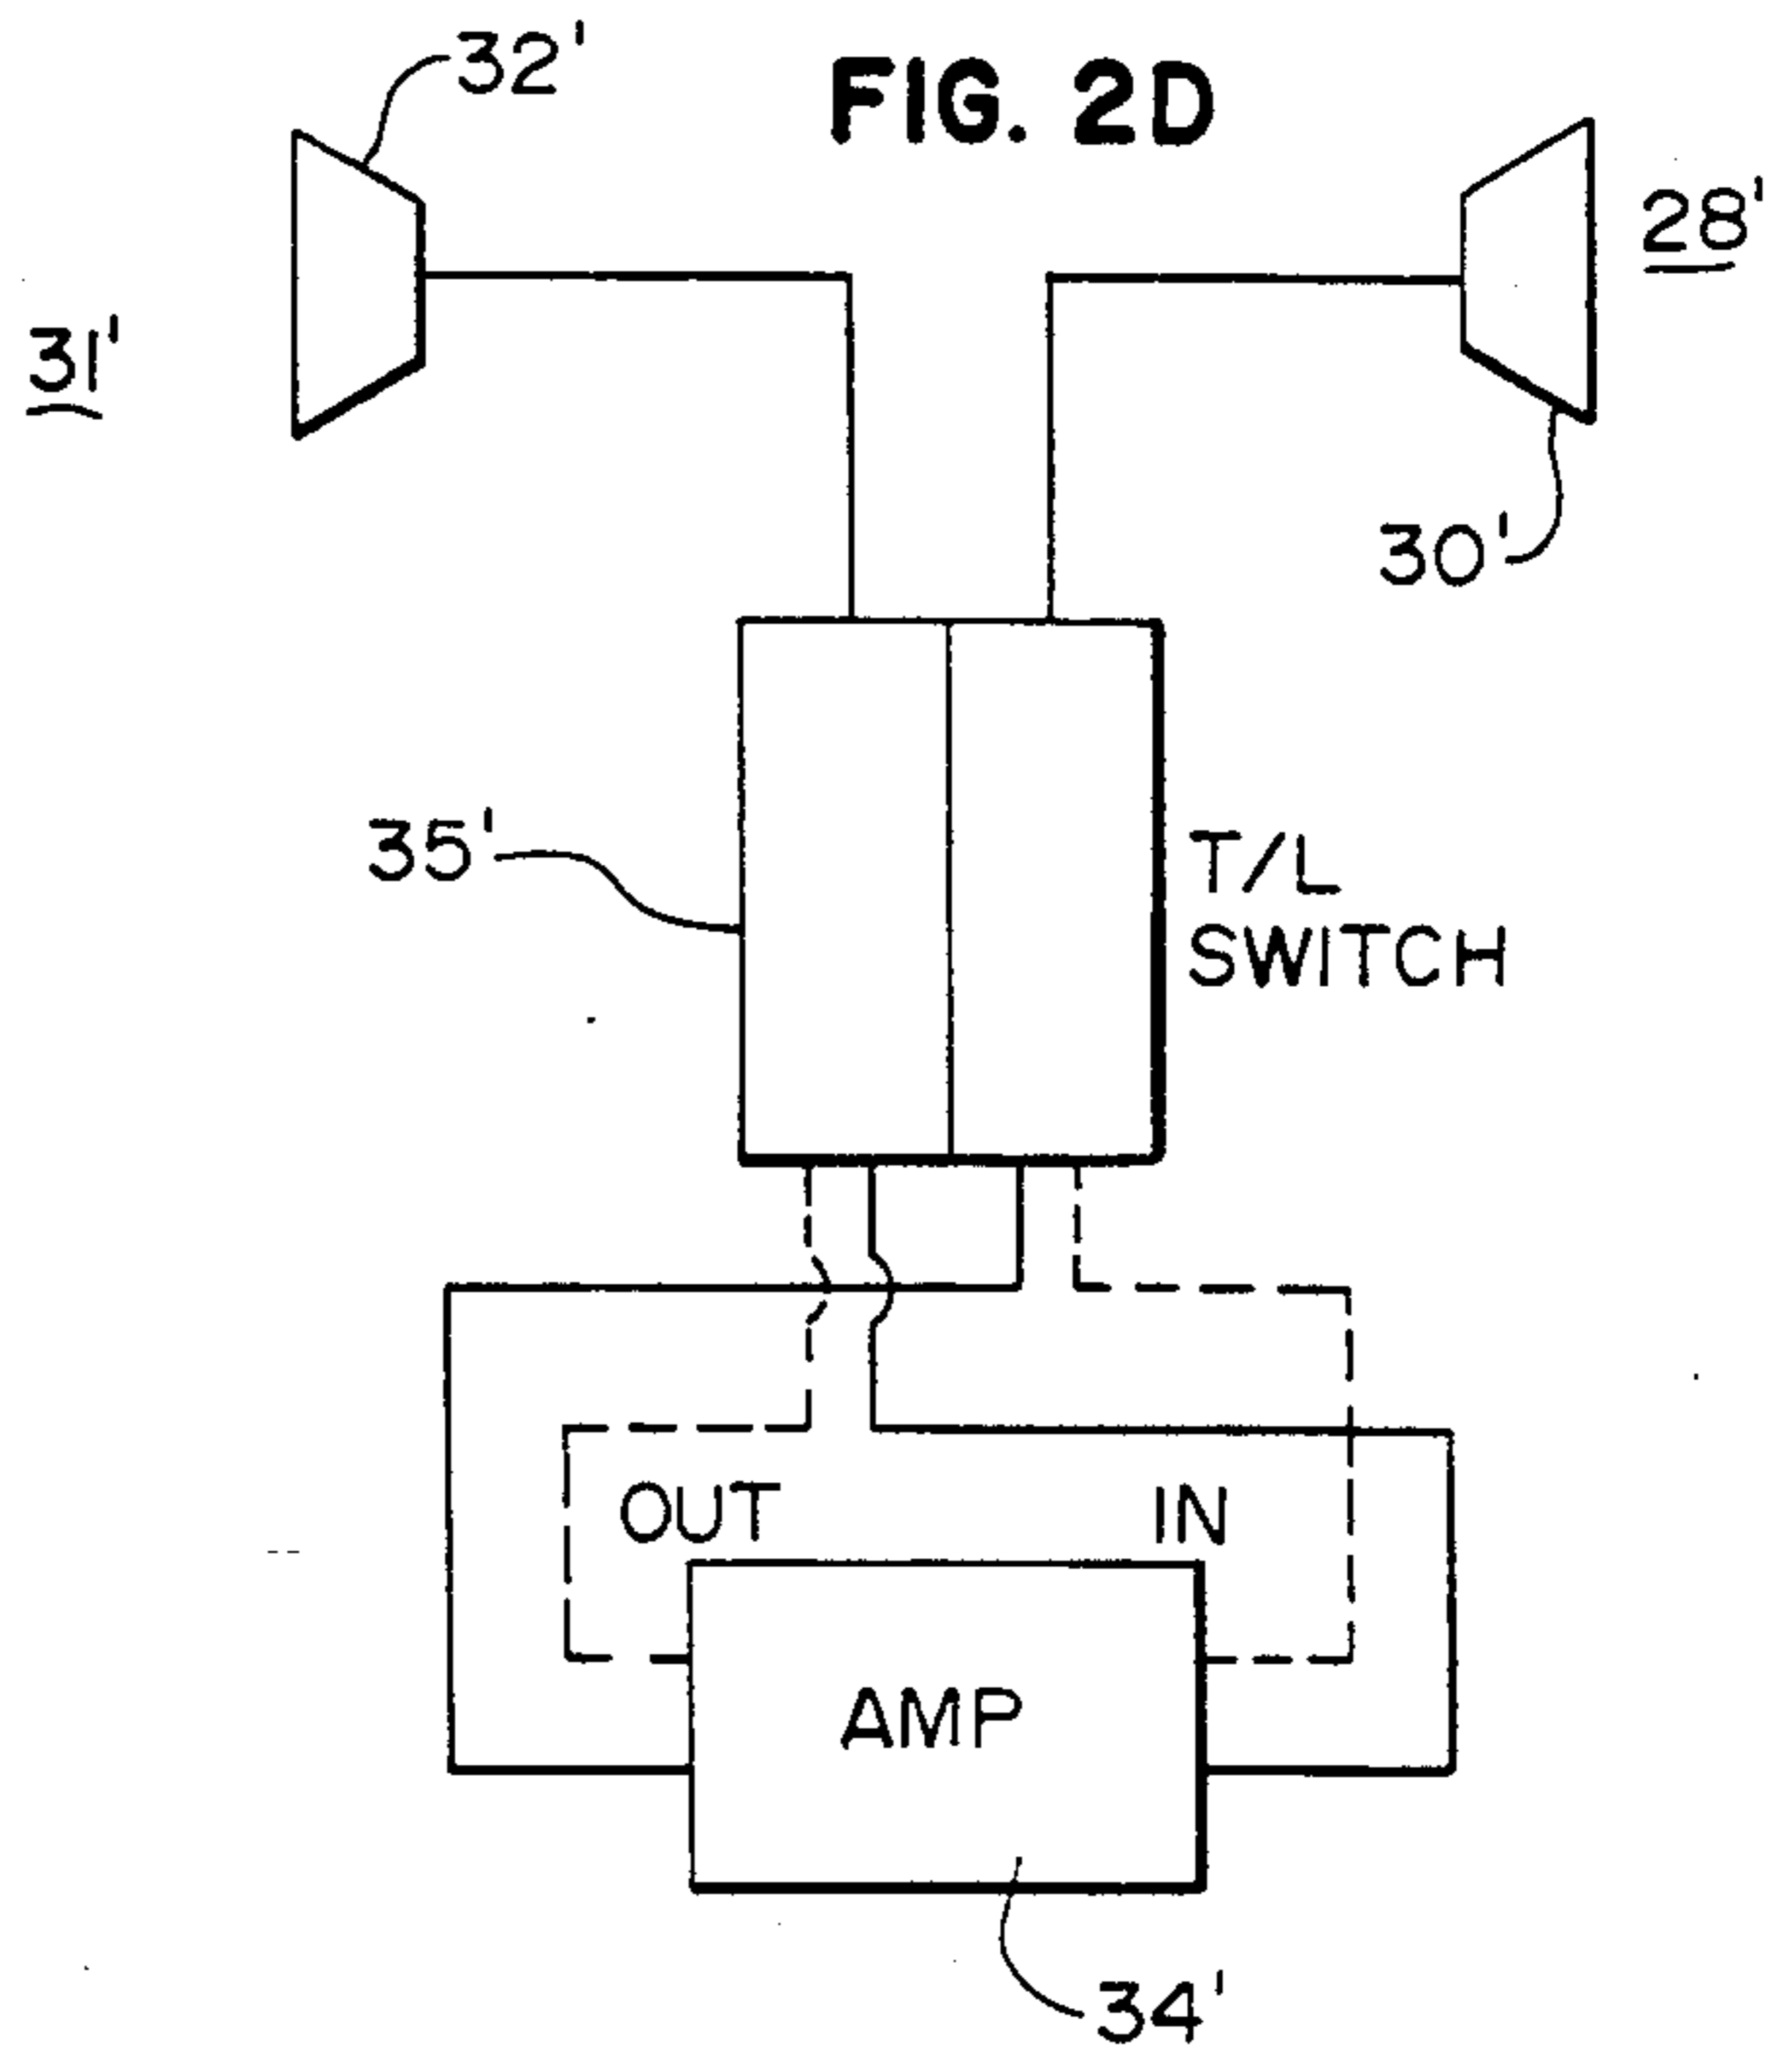 FIG. 2D
32'
28'
31'
30'
35'
T/L
SWITCH
OUT
IN
AMP
34'